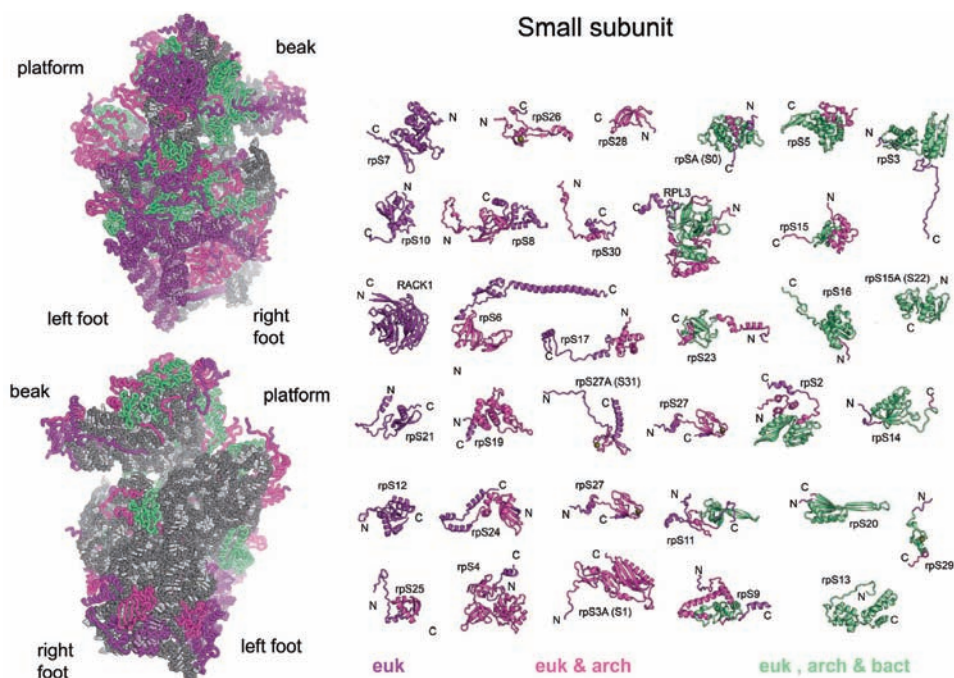 Small subunit
platform
beak
left foot
right
foot
beak
platform
right
foot
left foot
C
N
rpS7
N
C
rpS26
C
rpS28
N
N
rpSA (S0)
C
C
rpS5
N
N
rpS3
C
N
C
rpS10
N
C
rpS8
N
C
rpS30
C
RPL3
N
N
C
rpS15
C
N
RACK1
C
rpS6
N
N
rpS17
C
rpS23
N
C
rpS16
N
rpS15A (S22)
N
C
N
C
rpS21
N
C
rpS19
rpS27A (S31)
N
C
rpS27
N
C
C
rpS2
N
C
N
rpS14
rpS12
N
C
C
rpS24
N
rpS27
N
C
N
rpS11
C
N
C
rpS20
N
C
rpS29
rpS25
N
C
rpS4
C
N
C
rpS3A (S1)
N
N
rpS9
C
rpS13
N
C
euk
euk & arch
euk , arch & bact